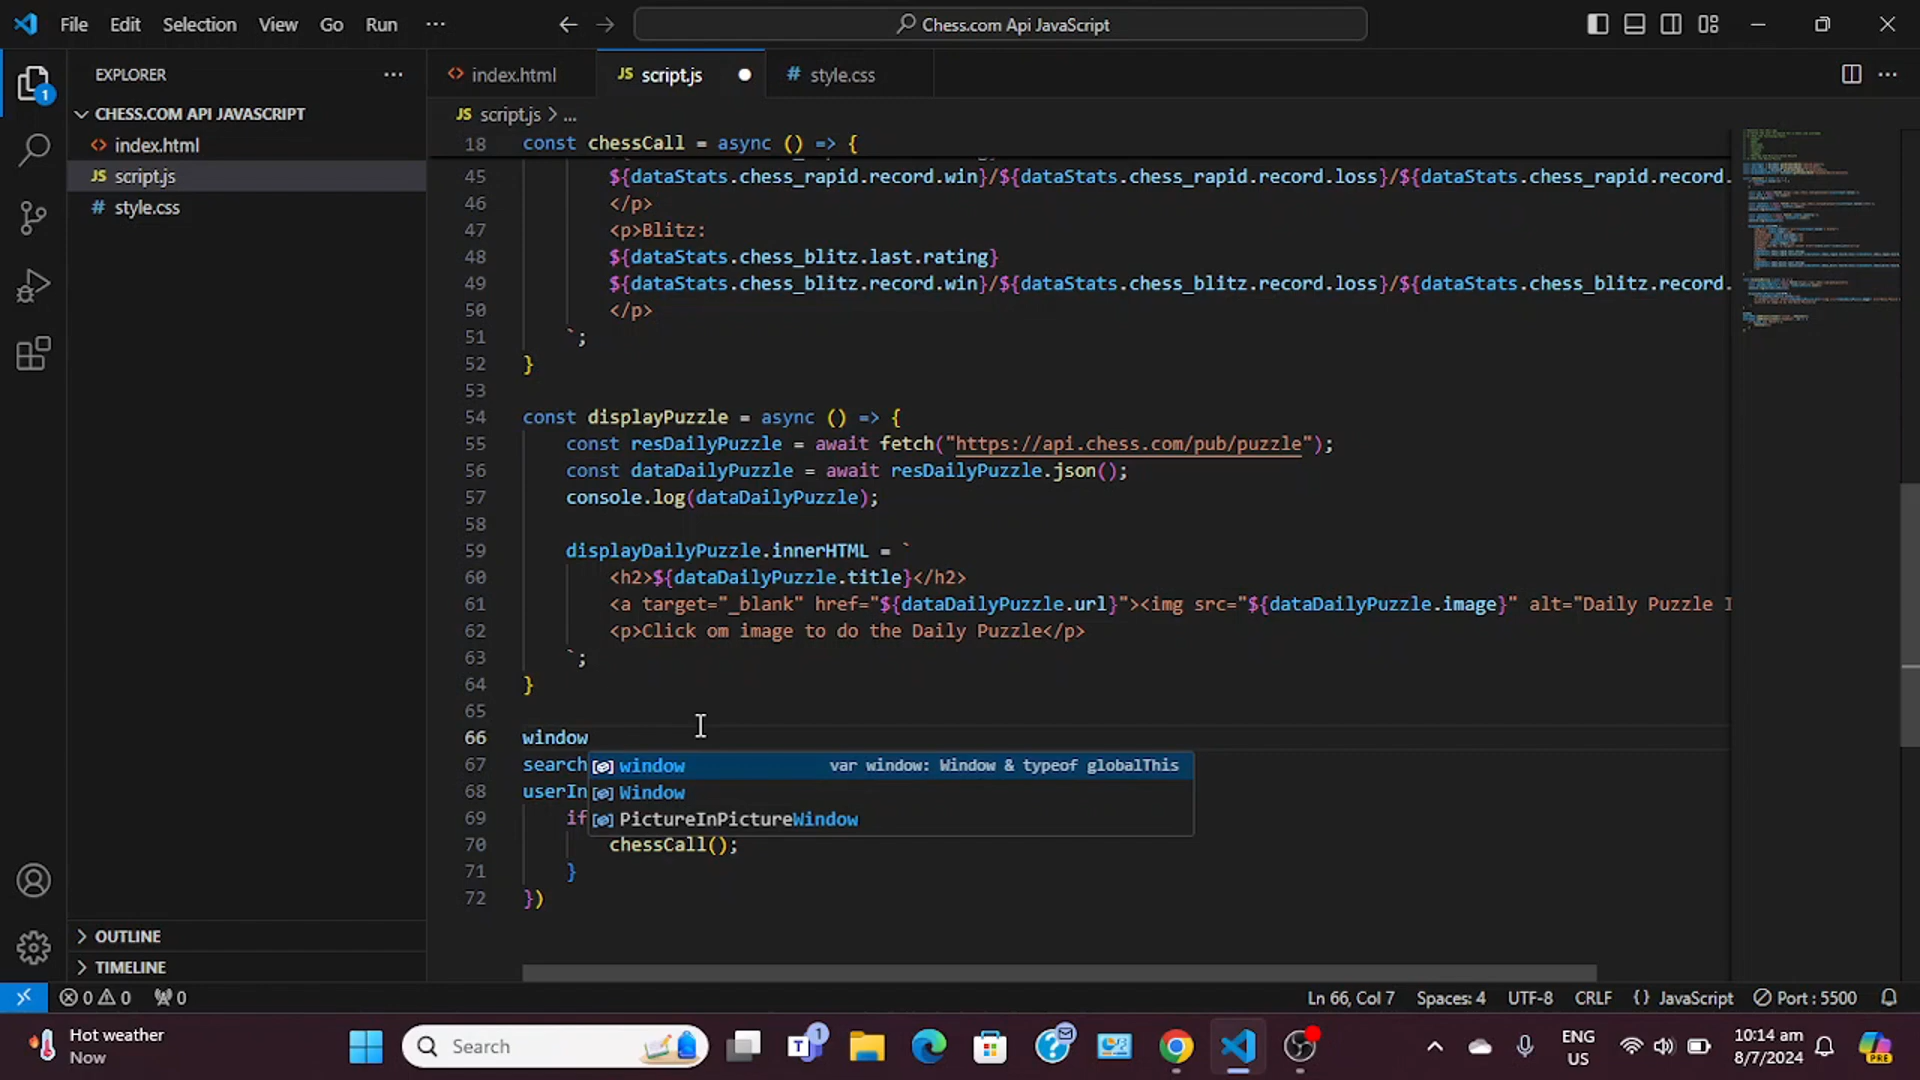 File Edit Selection View Go Run ··· Chess.com Api JavaScript
EXPLORER ···
index.html
script.js
style.css
CHESS.COM API JAVASCRIPT
index.html
script.js
style.css
1
script.js > ...
18 const chessCall = async () => {
45 ${dataStats.chess_rapid.record.win}/${dataStats.chess_rapid.record.loss}/${dataStats.chess_rapid.record.
46 </p>
47 <p>Blitz:
48 ${dataStats.chess_blitz.last.rating}
49 ${dataStats.chess_blitz.record.win}/${dataStats.chess_blitz.record.loss}/${dataStats.chess_blitz.record.
50 </p>
51 `;
52 }
53
54 const displayPuzzle = async () => {
55 const resDailyPuzzle = await fetch("https://api.chess.com/pub/puzzle");
56 const dataDailyPuzzle = await resDailyPuzzle.json();
57 console.log(dataDailyPuzzle);
58
59 displayDailyPuzzle.innerHTML = `
60 <h2>${dataDailyPuzzle.title}</h2>
61 <a target="_blank" href="${dataDailyPuzzle.url}"><img src="${dataDailyPuzzle.image}" alt="Daily Puzzle I
62 <p>Click om image to do the Daily Puzzle</p>
63 `;
64 }
65
66 window
67 search
68 userIn
69 if
70 chessCall();
71 }
72 })
window var window: Window & typeof globalThis
Window
PictureInPictureWindow
OUTLINE
TIMELINE
0 0 0 Ln 66, Col 7 Spaces: 4 UTF-8 CRLF {} JavaScript Port : 5500
Hot weather
Now
Search
1
ENG
US
10:14 am
8/7/2024
PRE